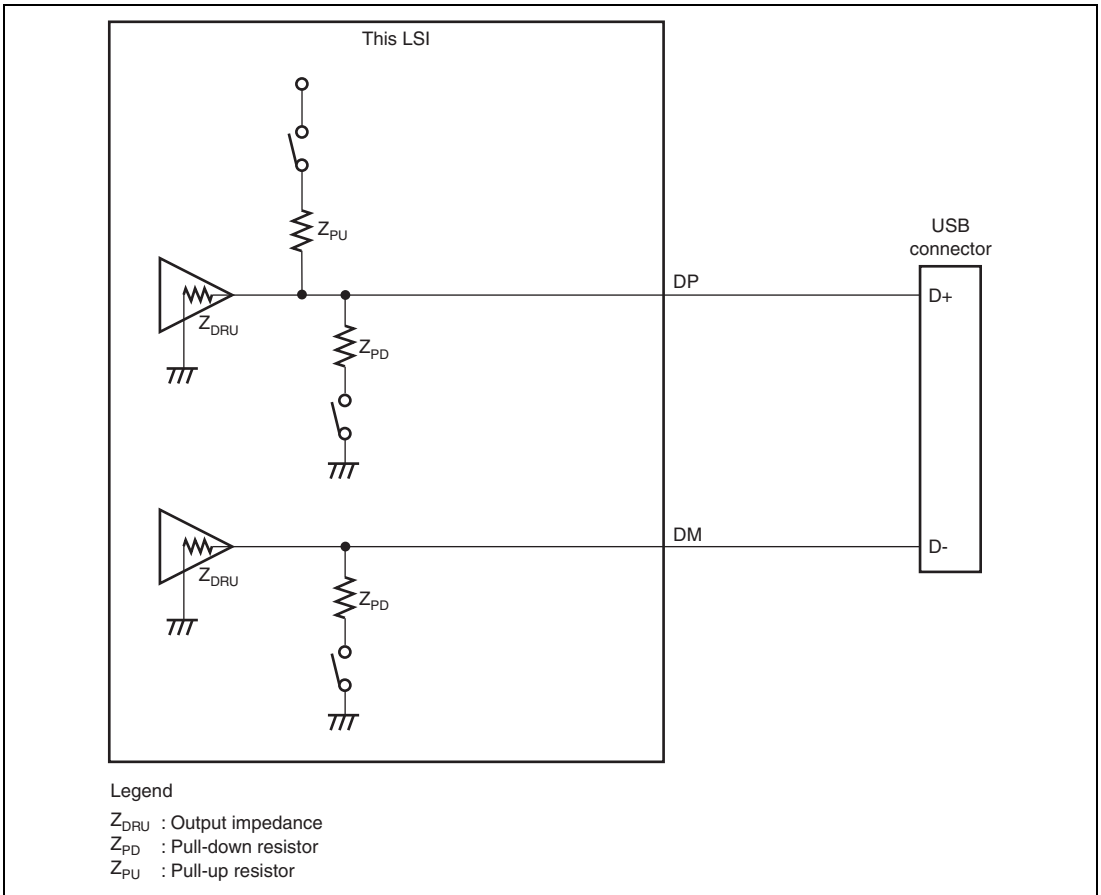 This LSI
Z_PU
USB
connector
DP
D+
Z_DRU
Z_PD
DM
D-
Z_DRU
Z_PD
Legend
Z_DRU : Output impedance
Z_PD : Pull-down resistor
Z_PU : Pull-up resistor